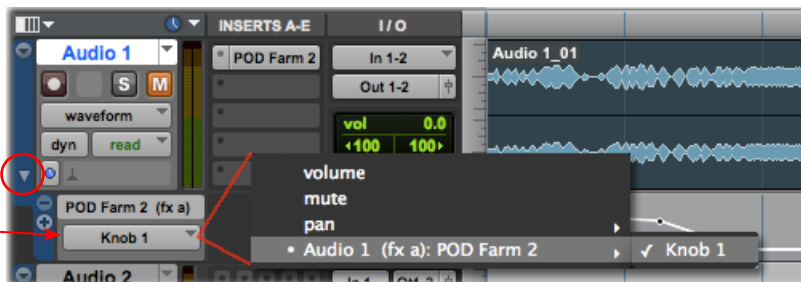 INSERTS A-E
I / O
Audio 1
POD Farm 2
In 1-2
Audio 1_01
S
M
Out 1-2
waveform
vol
0.0
dyn
read
100
100
volume
mute
pan
POD Farm 2 (fx a)
Knob 1
• Audio 1 (fx a): POD Farm 2
✓ Knob 1
Audio 2